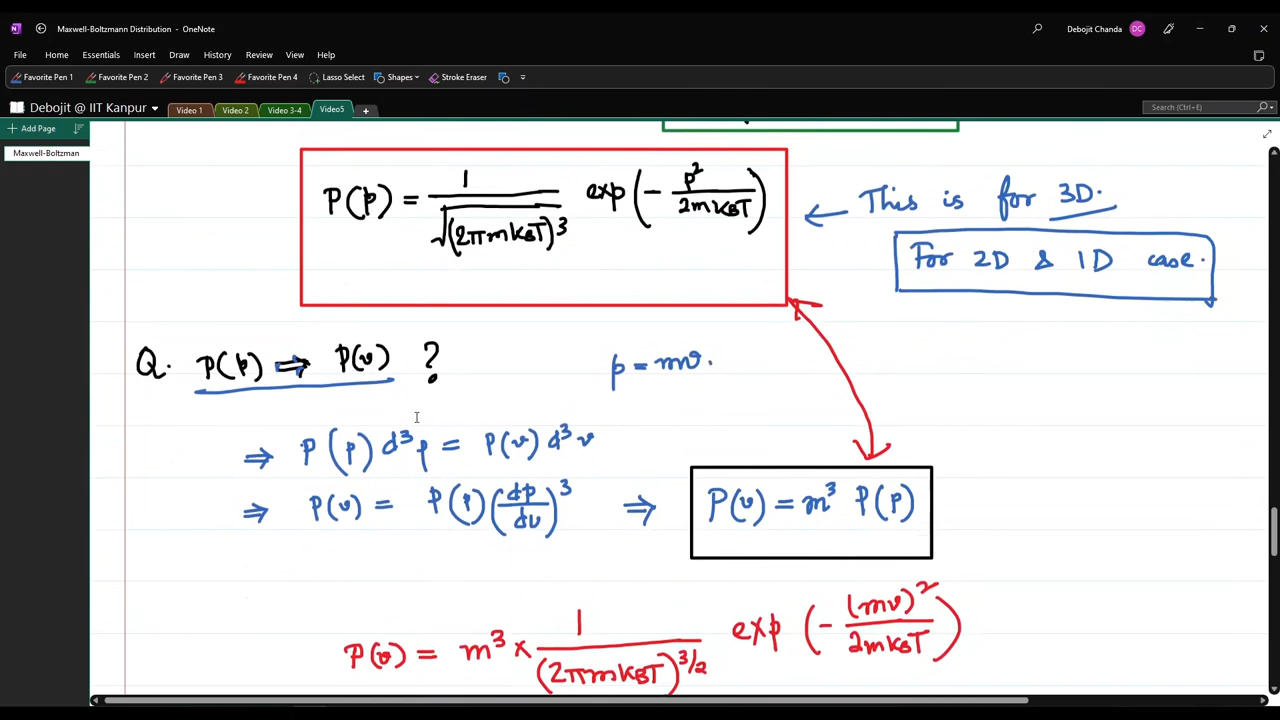 Maxwell-Boltzmann Distribution - OneNote
Debojit Chanda DC
File Home Essentials Insert Draw History Review View Help
Favorite Pen 1 Favorite Pen 2 Favorite Pen 3 Favorite Pen 4 Lasso Select Shapes Stroke Eraser
Debojit @ IIT Kanpur Video 1 Video 2 Video 3-4 Video5 + Search (Ctrl+E)
+ Add Page
Maxwell-Boltzman
P(p) = 1/√(2πmKBT)³ exp(- p²/2mKBT)
← This is for 3D.
For 2D & 1D case.
Q. P(p) ⇒ P(v) ? p = mv.
⇒ P(p) d³p = P(v) d³v
⇒ P(v) = P(p) (dp/dv)³ ⇒ P(v) = m³ P(p)
P(v) = m³ × 1/(2πmKBT)^3/2 exp(- (mv)²/2mKBT)